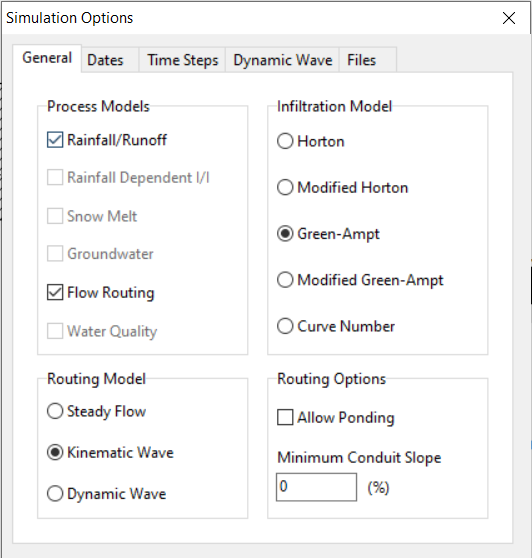 Simulation Options
General Dates Time Steps Dynamic Wave Files
Process Models
Rainfall/Runoff
Rainfall Dependent I/I
Snow Melt
Groundwater
Flow Routing
Water Quality
Infiltration Model
Horton
Modified Horton
Green-Ampt
Modified Green-Ampt
Curve Number
Routing Model
Steady Flow
Kinematic Wave
Dynamic Wave
Routing Options
Allow Ponding
Minimum Conduit Slope
0 (%)